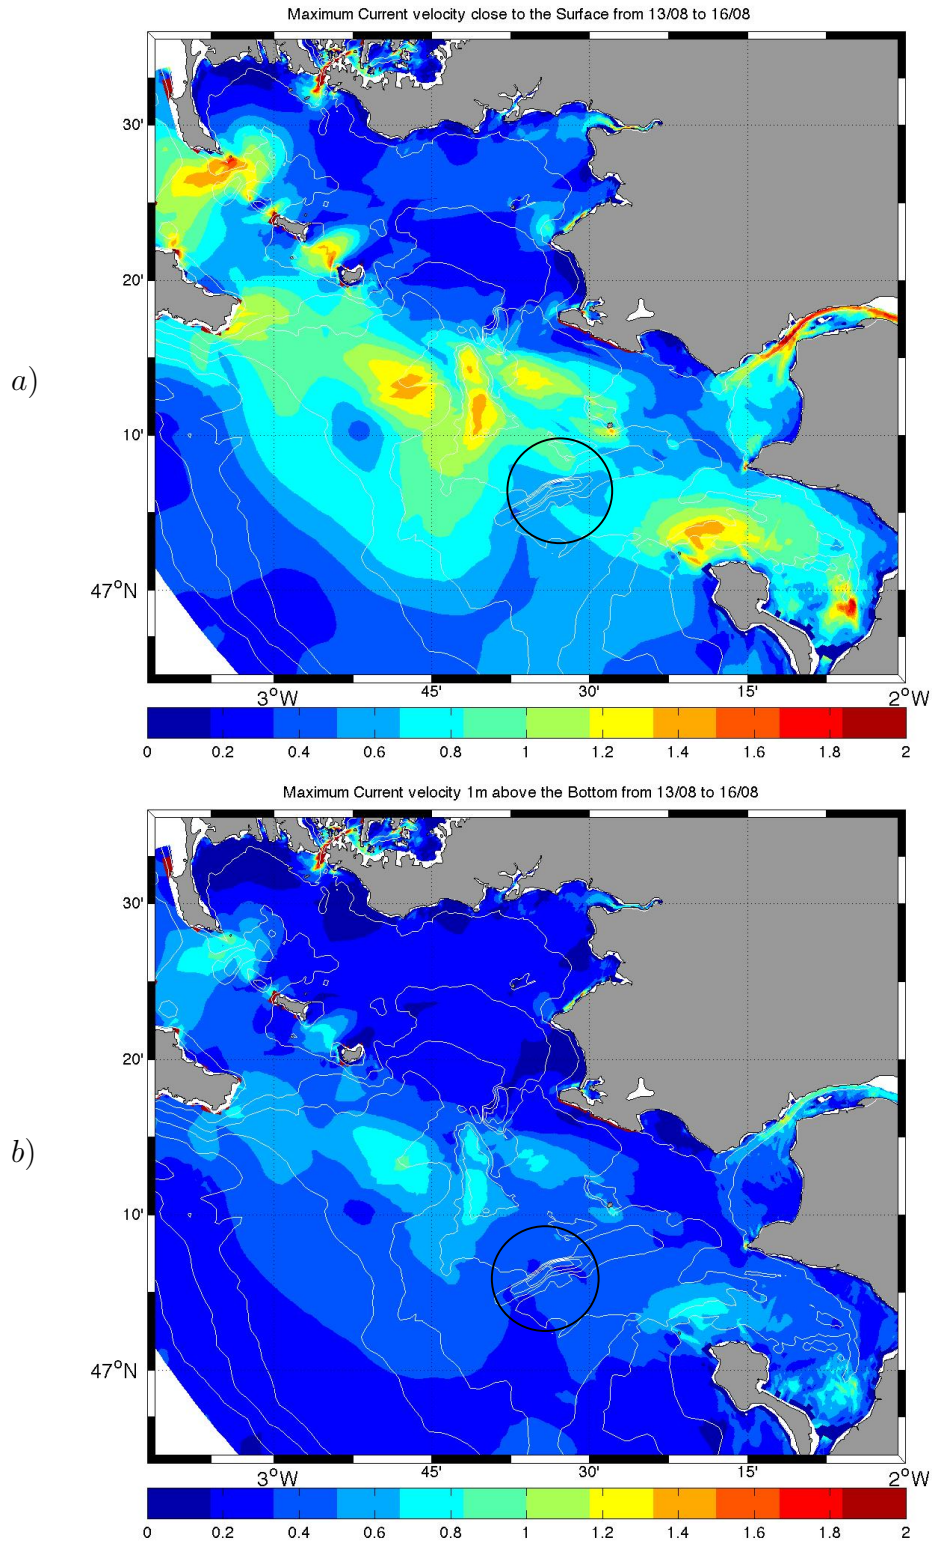 Maximum Current velocity close to the Surface from 13/08 to 16/08
30'
20'
a)
10'
47°N
3°W 45' 30' 15' 2°W
0 0.2 0.4 0.6 0.8 1 1.2 1.4 1.6 1.8 2
Maximum Current velocity 1m above the Bottom from 13/08 to 16/08
30'
20'
b)
10'
47°N
3°W 45' 30' 15' 2°W
0 0.2 0.4 0.6 0.8 1 1.2 1.4 1.6 1.8 2